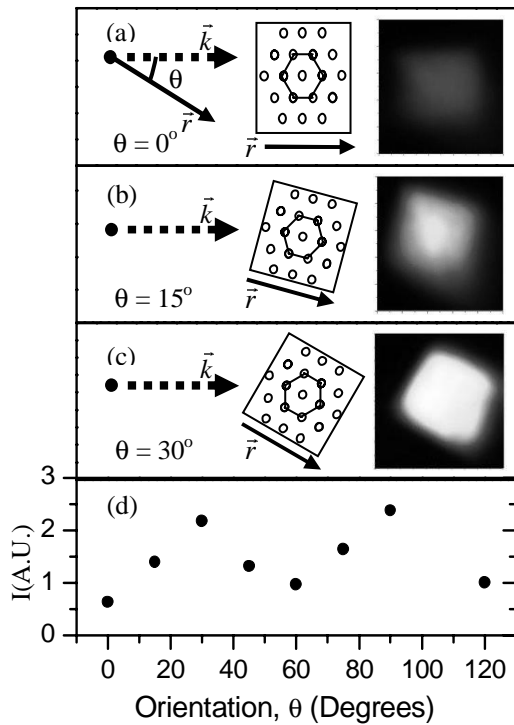 (a)
k⃗
θ
r⃗
θ = 0°
r⃗
(b)
k⃗
θ = 15°
r⃗
(c)
k⃗
θ = 30°
r⃗
3
(d)
2
1
0
I(A.U.)
0 20 40 60 80 100 120
Orientation, θ (Degrees)